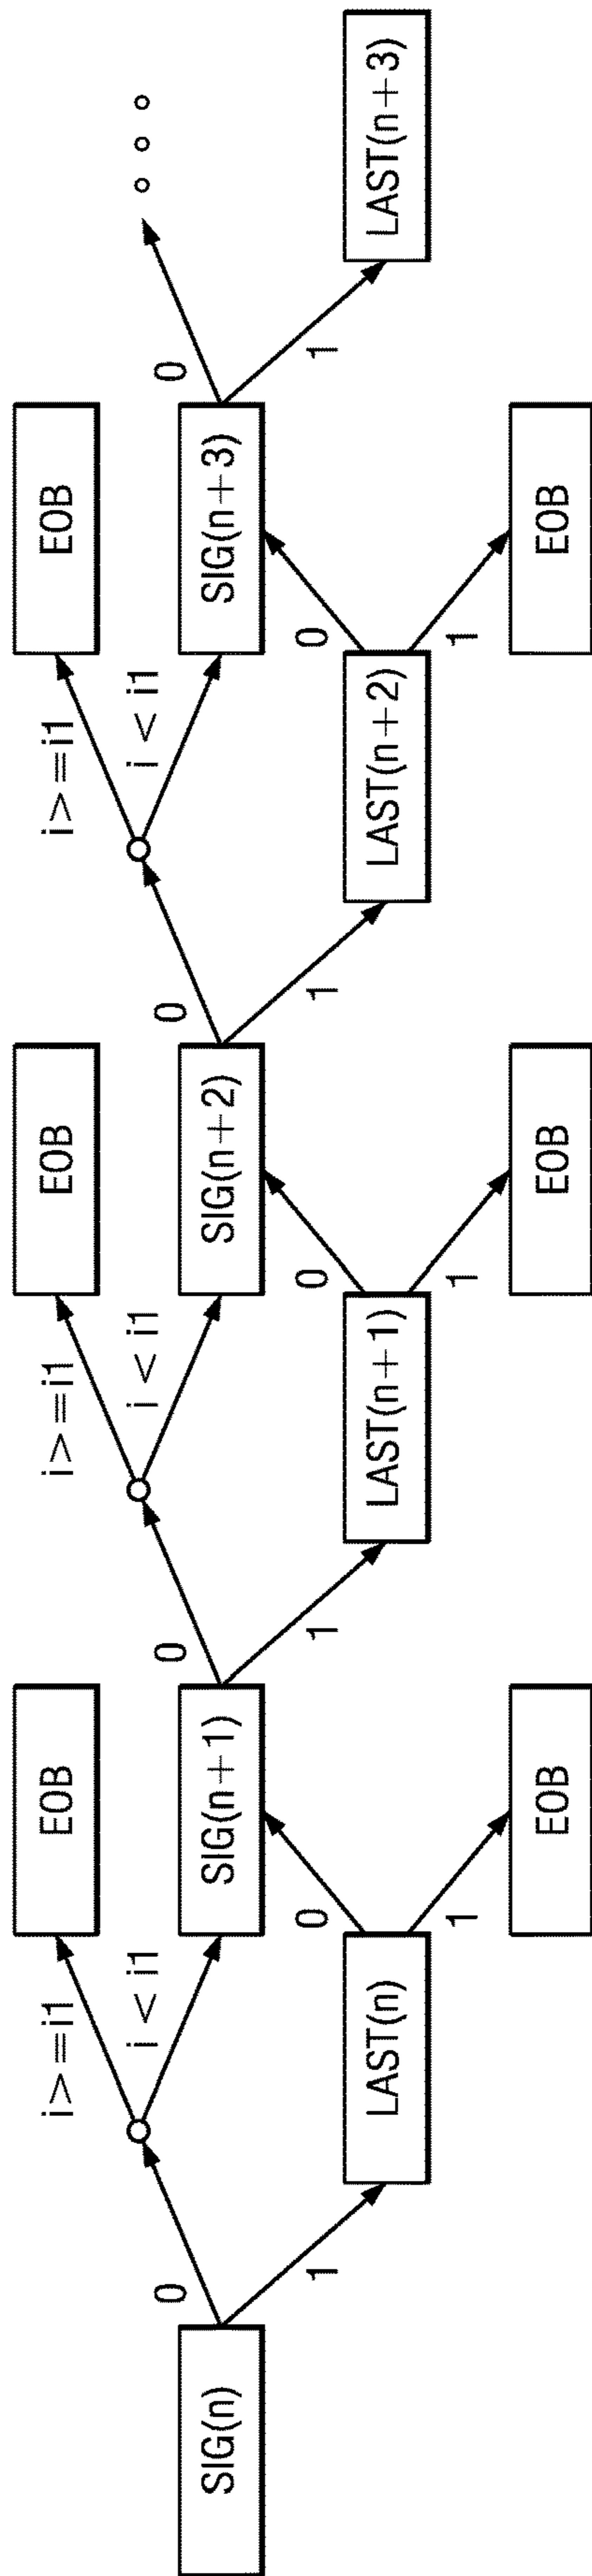 EOB
EOB
EOB
i>=i1
i>=i1
i>=i1
i < i1
i < i1
i < i1
0
0
0
0
SIG(n)
SIG(n+1)
SIG(n+2)
SIG(n+3)
1
0
1
0
1
0
1
LAST(n)
LAST(n+1)
LAST(n+2)
LAST(n+3)
1
1
1
EOB
EOB
EOB